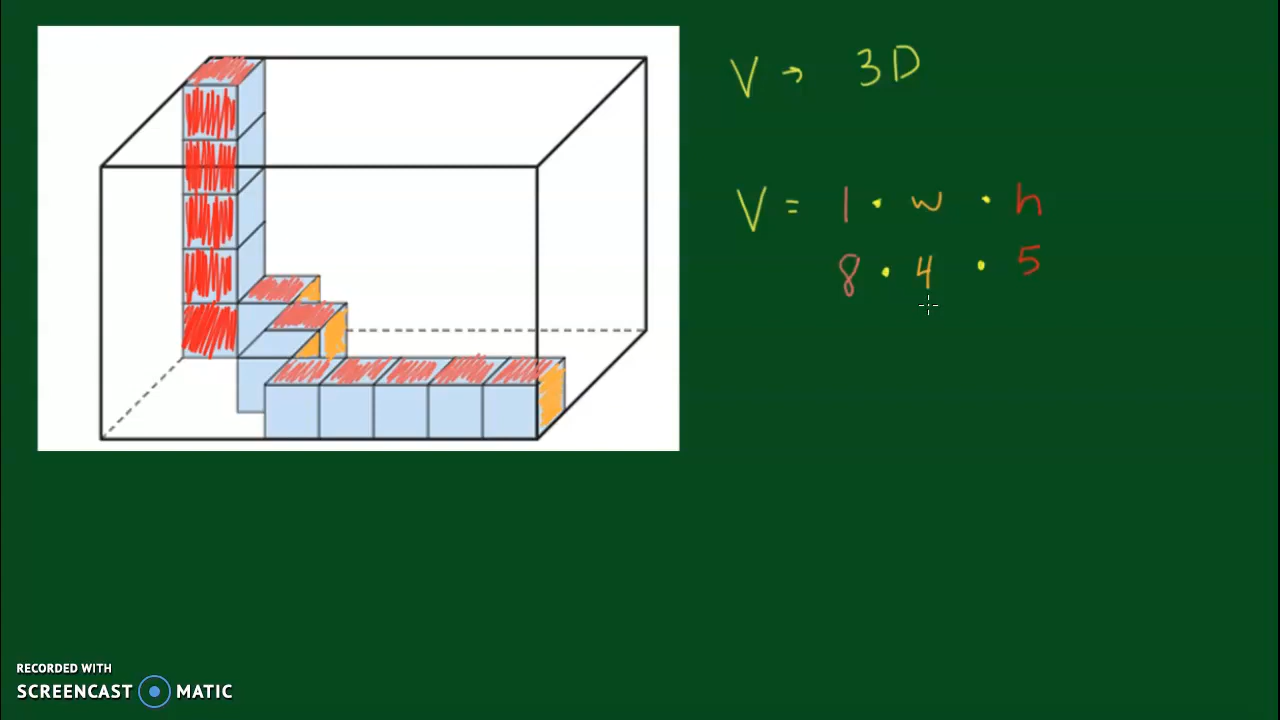 V → 3D
V = l · w · h
8 · 4 · 5
RECORDED WITH
SCREENCAST MATIC